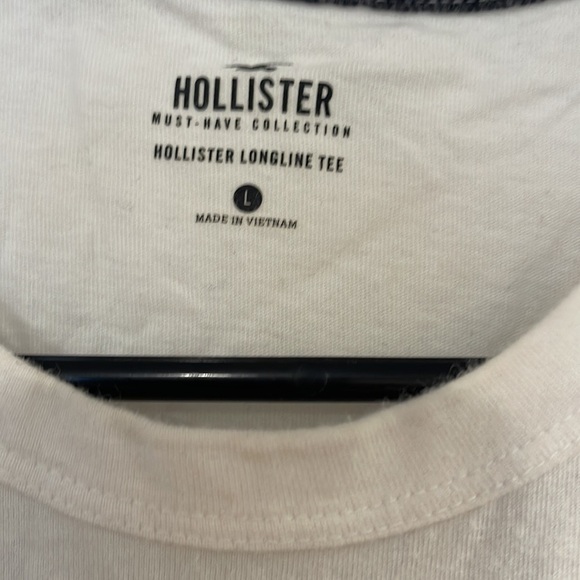 HOLLISTER
MUST-HAVE COLLECTION
HOLLISTER LONGLINE TEE
L
MADE IN VIETNAM